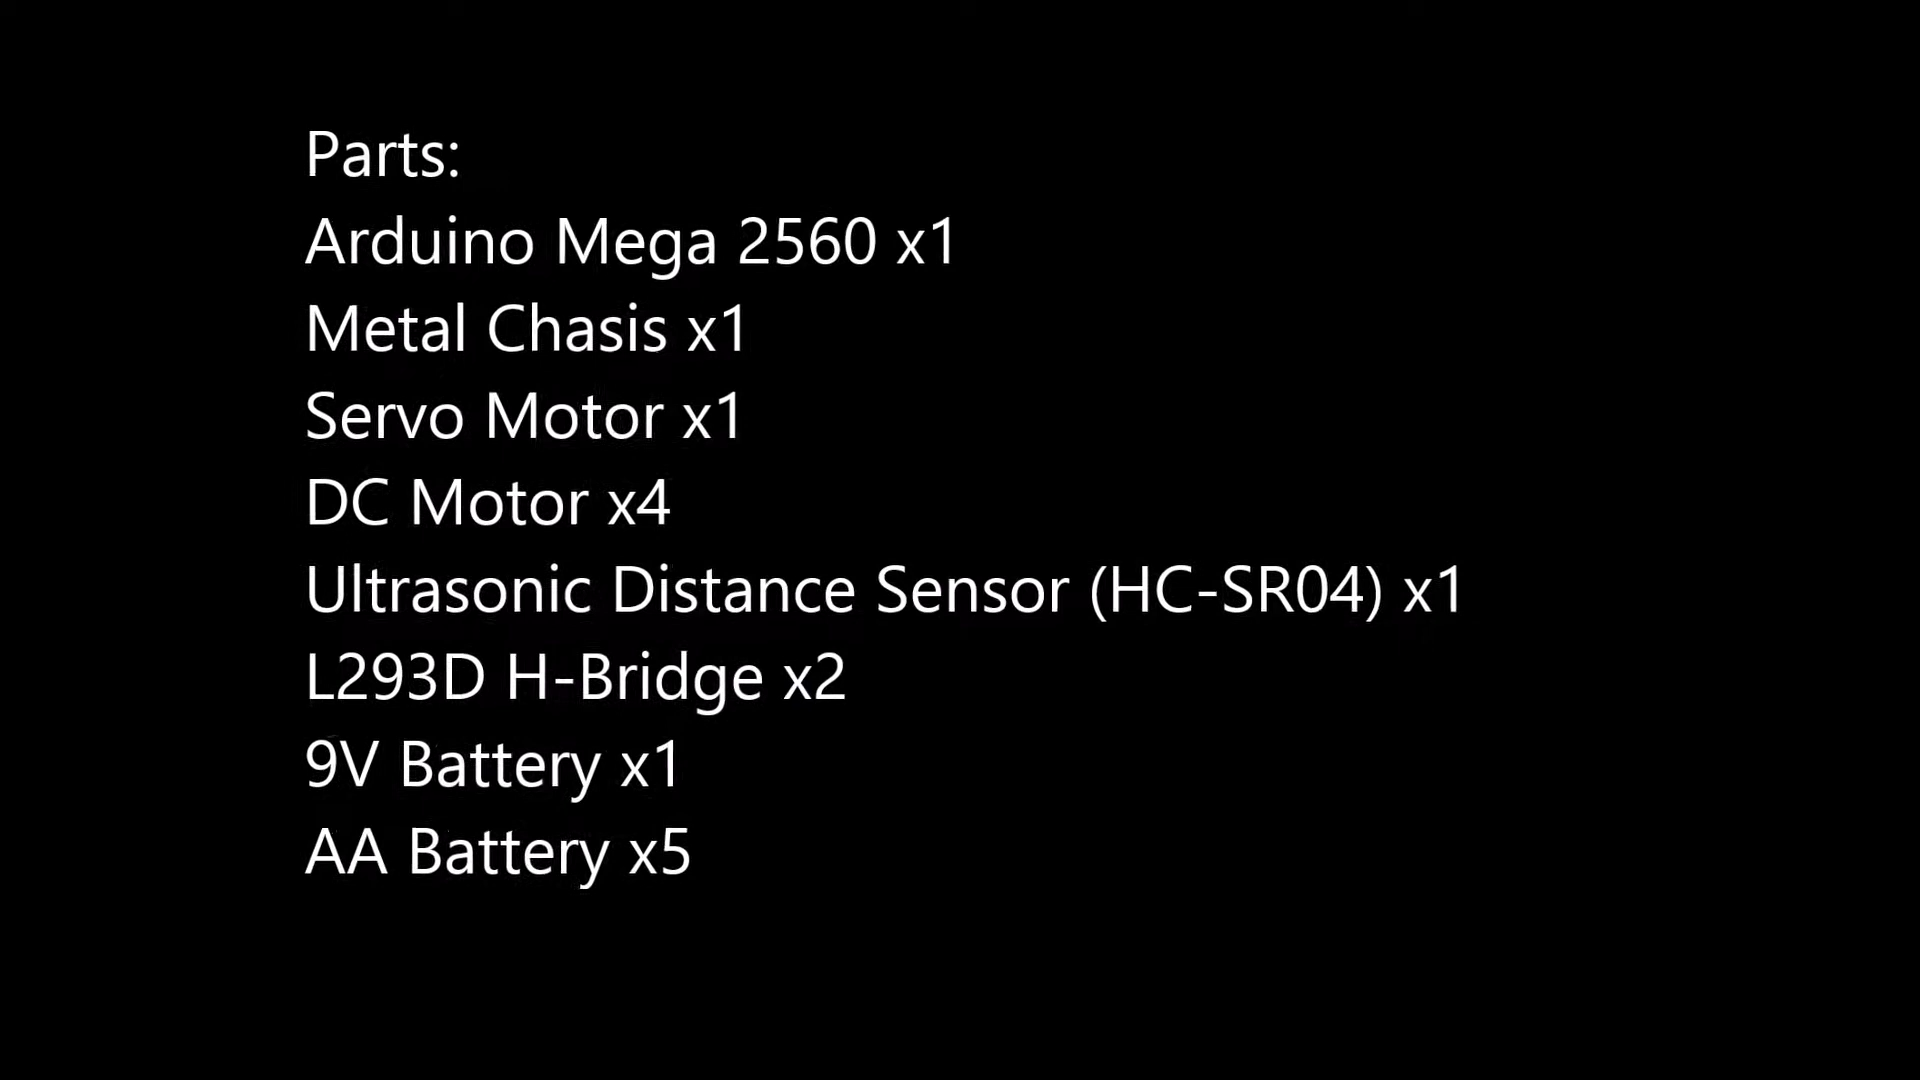 Parts:
Arduino Mega 2560 x1
Metal Chasis x1
Servo Motor x1
DC Motor x4
Ultrasonic Distance Sensor (HC-SR04) x1
L293D H-Bridge x2
9V Battery x1
AA Battery x5